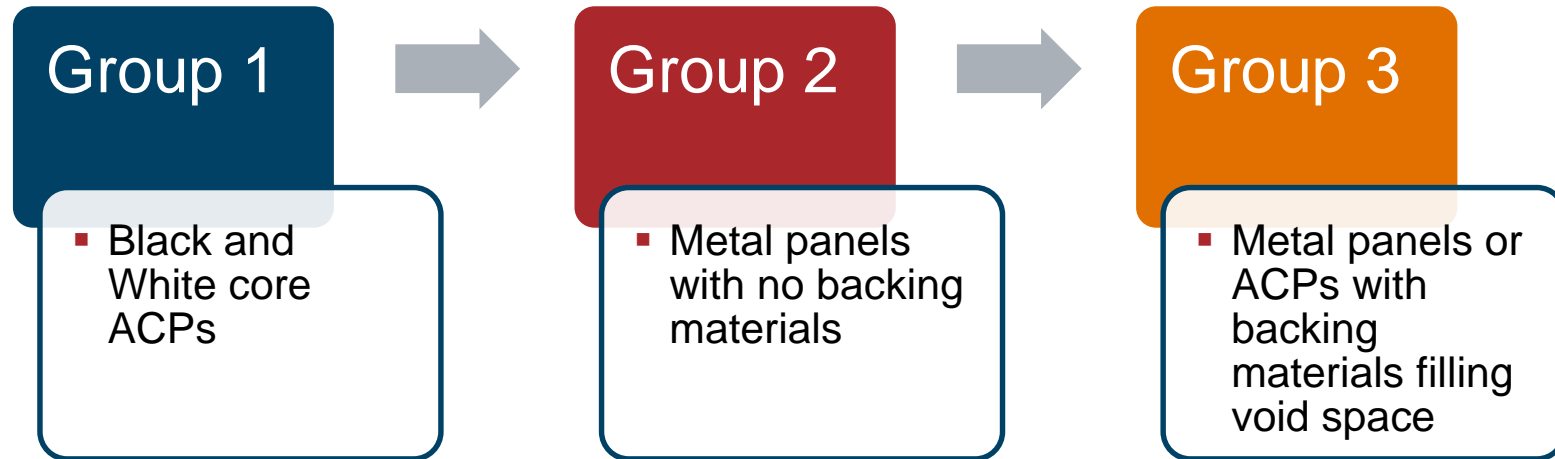 Group 1
▪ Black and
White core
ACPs
Group 2
▪ Metal panels
with no backing
materials
Group 3
▪ Metal panels or
ACPs with
backing
materials filling
void space